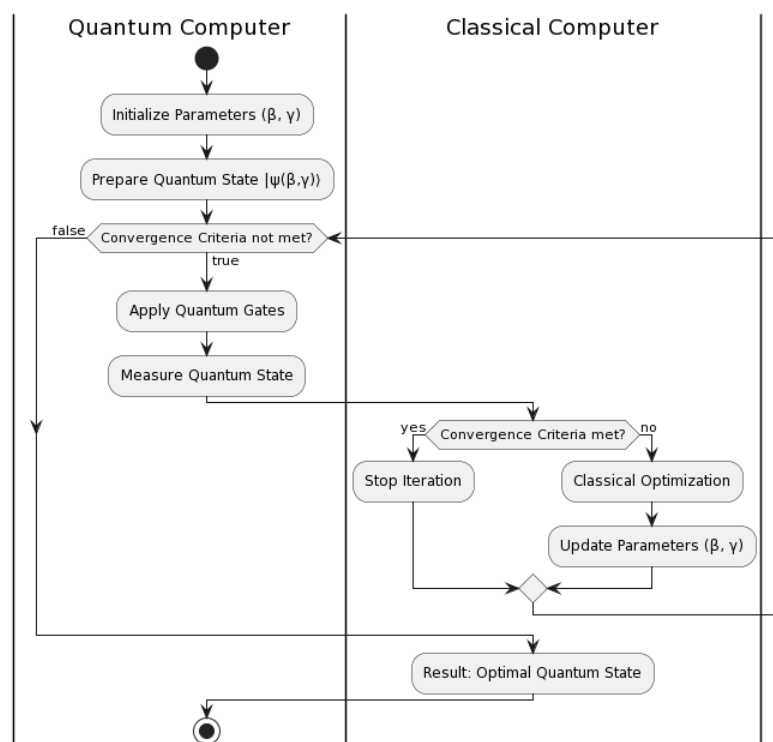 Quantum Computer
Classical Computer
Initialize Parameters (β, γ)
Prepare Quantum State |ψ(β,γ)⟩
false
Convergence Criteria not met?
true
Apply Quantum Gates
Measure Quantum State
yes
Convergence Criteria met?
no
Stop Iteration
Classical Optimization
Update Parameters (β, γ)
Result: Optimal Quantum State